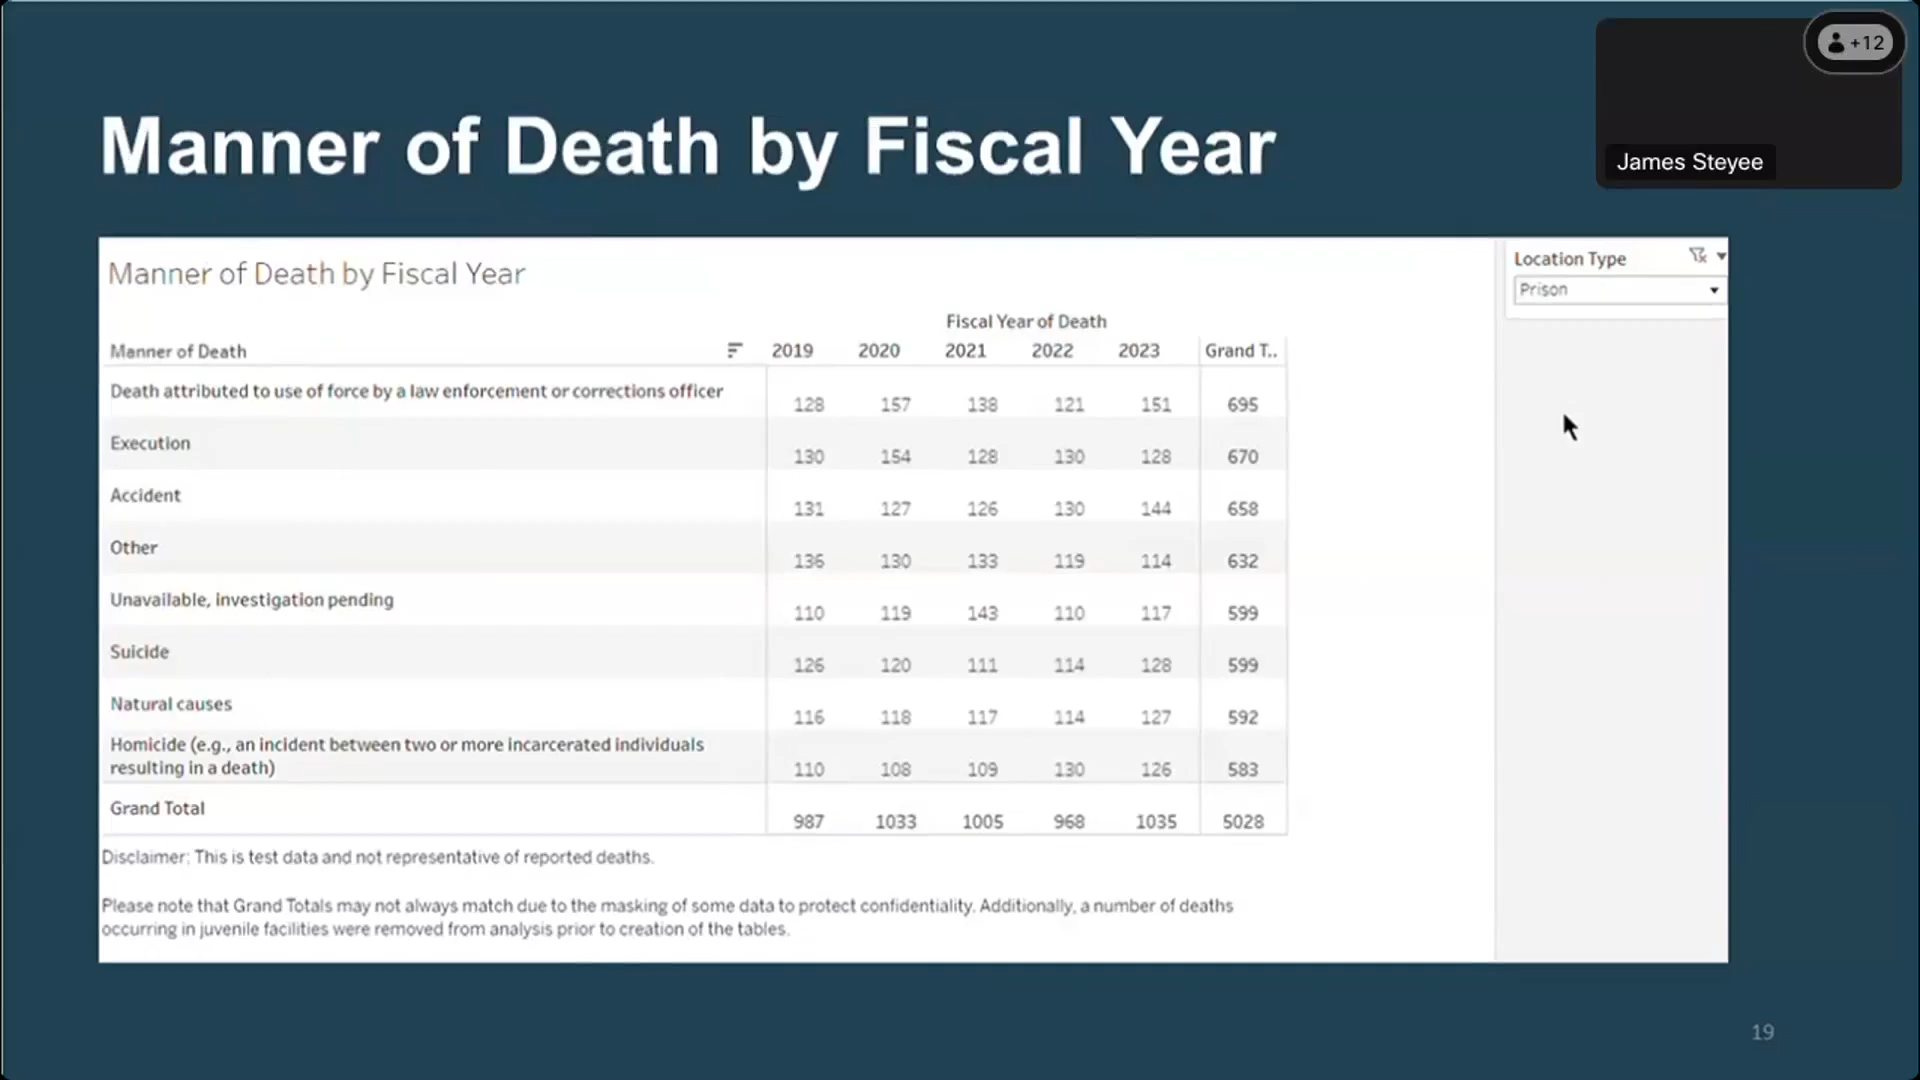 +12
James Steyee
Manner of Death by Fiscal Year
Manner of Death by Fiscal Year
Location Type
Prison
Fiscal Year of Death
Manner of Death 2019 2020 2021 2022 2023 Grand T..
Death attributed to use of force by a law enforcement or corrections officer 128 157 138 121 151 695
Execution 130 154 128 130 128 670
Accident 131 127 126 130 144 658
Other 136 130 133 119 114 632
Unavailable, investigation pending 110 119 143 110 117 599
Suicide 126 120 111 114 128 599
Natural causes 116 118 117 114 127 592
Homicide (e.g., an incident between two or more incarcerated individuals
resulting in a death) 110 108 109 130 126 583
Grand Total 987 1033 1005 968 1035 5028
Disclaimer: This is test data and not representative of reported deaths.
Please note that Grand Totals may not always match due to the masking of some data to protect confidentiality. Additionally, a number of deaths
occurring in juvenile facilities were removed from analysis prior to creation of the tables.
19